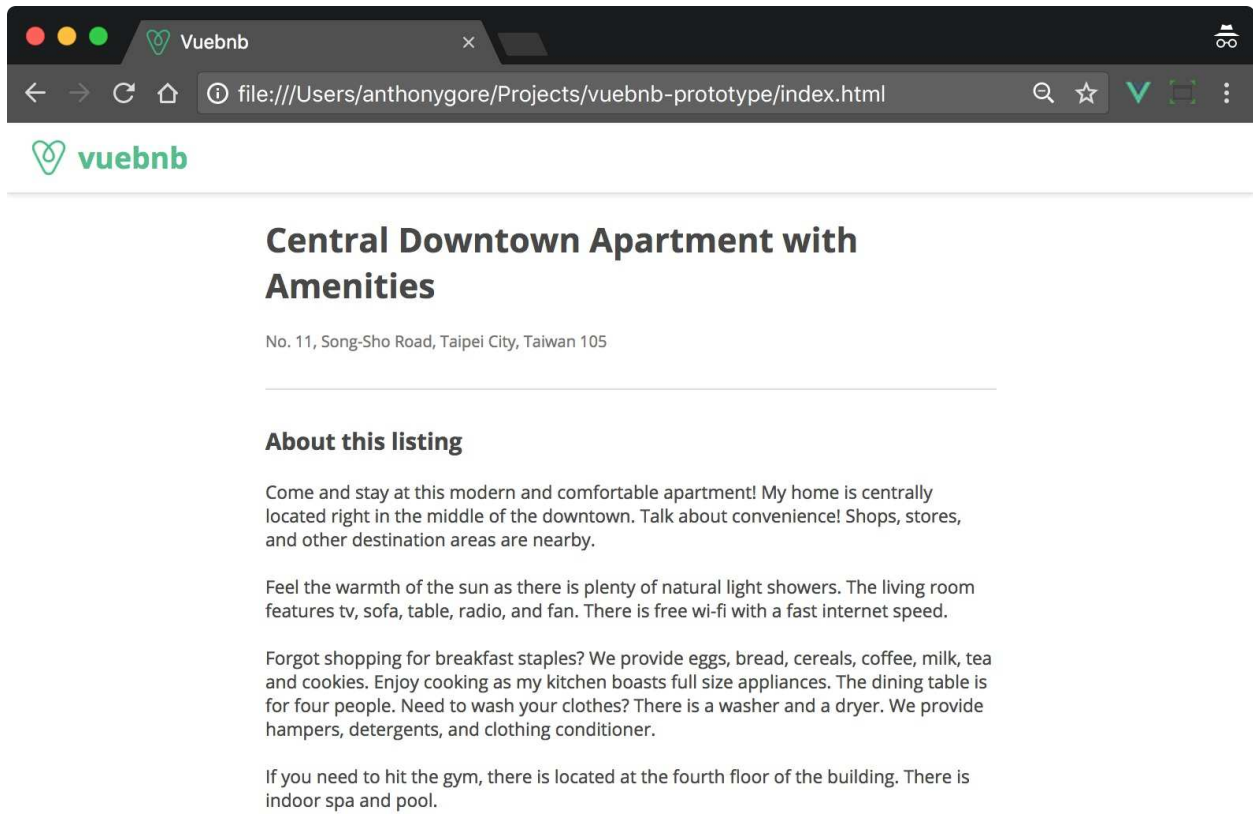 Vuebnb
file:///Users/anthonygore/Projects/vuebnb-prototype/index.html
vuebnb
Central Downtown Apartment with
Amenities
No. 11, Song-Sho Road, Taipei City, Taiwan 105
About this listing
Come and stay at this modern and comfortable apartment! My home is centrally
located right in the middle of the downtown. Talk about convenience! Shops, stores,
and other destination areas are nearby.
Feel the warmth of the sun as there is plenty of natural light showers. The living room
features tv, sofa, table, radio, and fan. There is free wi-fi with a fast internet speed.
Forgot shopping for breakfast staples? We provide eggs, bread, cereals, coffee, milk, tea
and cookies. Enjoy cooking as my kitchen boasts full size appliances. The dining table is
for four people. Need to wash your clothes? There is a washer and a dryer. We provide
hampers, detergents, and clothing conditioner.
If you need to hit the gym, there is located at the fourth floor of the building. There is
indoor spa and pool.